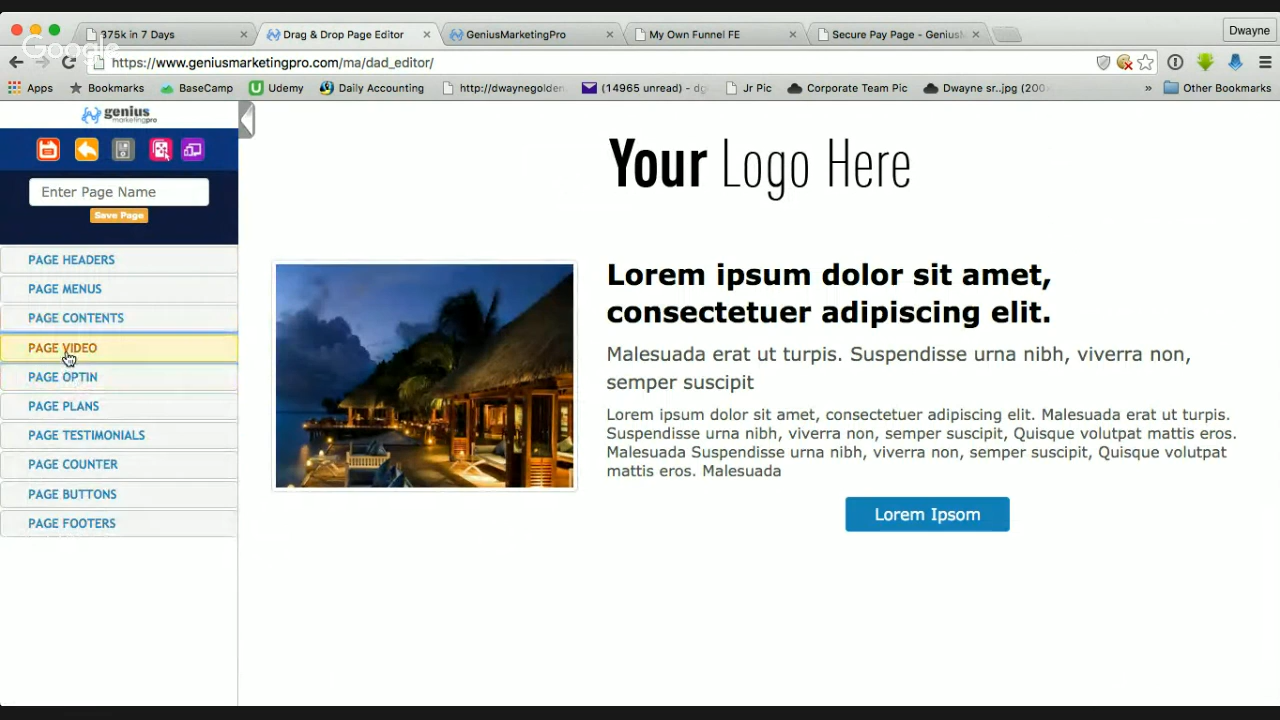 375k in 7 Days
Drag & Drop Page Editor
GeniusMarketingPro
My Own Funnel FE
Secure Pay Page - Genius
Dwayne
Google
https://www.geniusmarketingpro.com/ma/dad_editor/
Apps
Bookmarks
BaseCamp
Udemy
Daily Accounting
http://dwaynegolden
(14965 unread) - dg
Jr Pic
Corporate Team Pic
Dwayne sr..jpg (200
»
Other Bookmarks
genius
marketingpro
Enter Page Name
Save Page
PAGE HEADERS
PAGE MENUS
PAGE CONTENTS
PAGE VIDEO
PAGE OPTIN
PAGE PLANS
PAGE TESTIMONIALS
PAGE COUNTER
PAGE BUTTONS
PAGE FOOTERS
Your Logo Here
Lorem ipsum dolor sit amet,
consectetuer adipiscing elit.
Malesuada erat ut turpis. Suspendisse urna nibh, viverra non,
semper suscipit
Lorem ipsum dolor sit amet, consectetuer adipiscing elit. Malesuada erat ut turpis.
Suspendisse urna nibh, viverra non, semper suscipit, Quisque volutpat mattis eros.
Malesuada Suspendisse urna nibh, viverra non, semper suscipit, Quisque volutpat
mattis eros. Malesuada
Lorem Ipsom